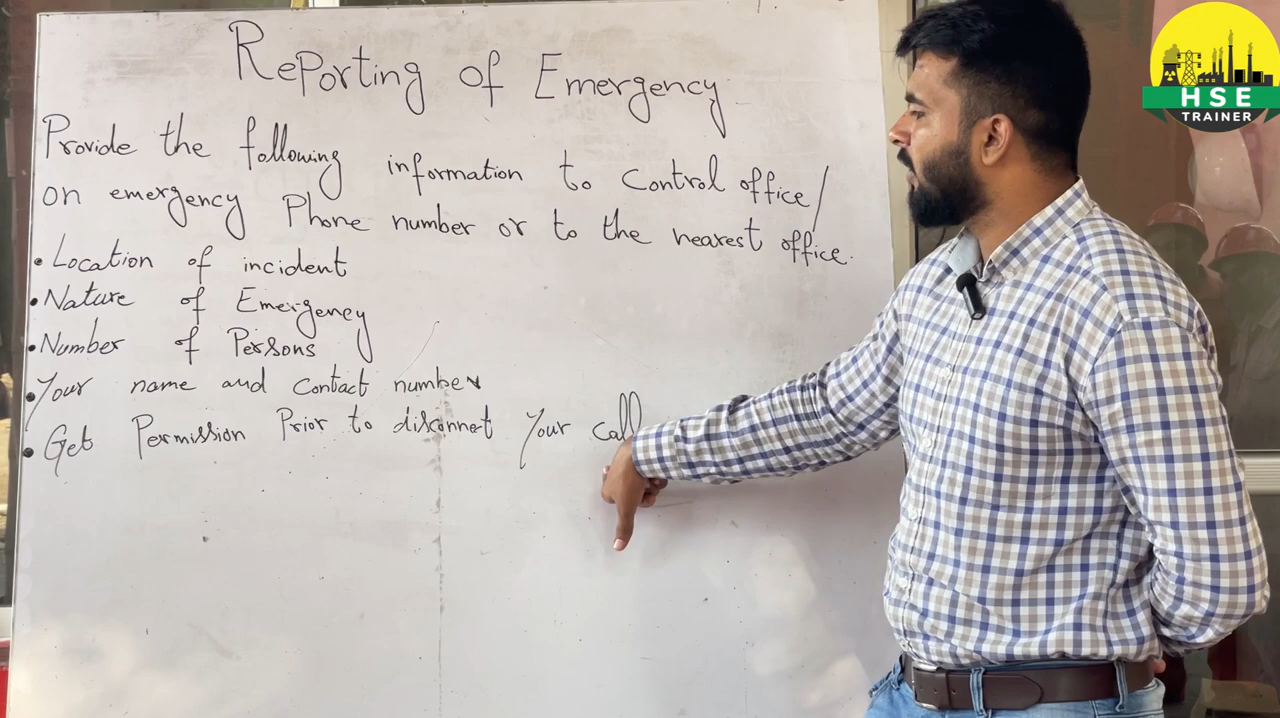 Reporting of Emergency
Provide the following information to control office/
on emergency Phone number or to the nearest office.
• Location of incident
• Nature of Emergency
• Number of Persons
• Your name and contact number
• Get Permission Prior to disconnet Your call
HSE
TRAINER